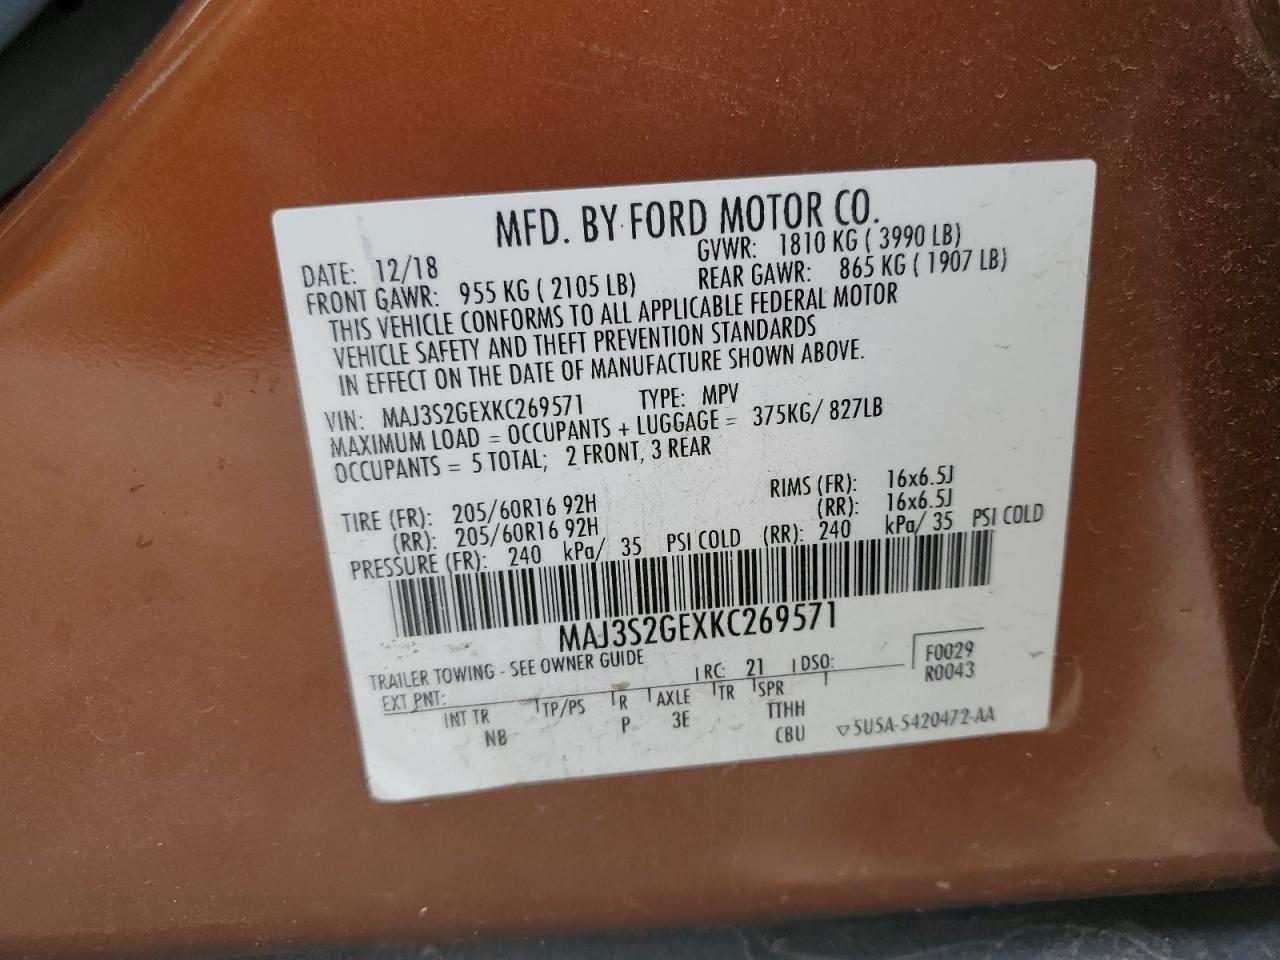 MFD. BY FORD MOTOR CO.
DATE: 12/18 GVWR: 1810 KG ( 3990 LB)
FRONT GAWR: 955 KG ( 2105 LB) REAR GAWR: 865 KG ( 1907 LB)
THIS VEHICLE CONFORMS TO ALL APPLICABLE FEDERAL MOTOR
VEHICLE SAFETY AND THEFT PREVENTION STANDARDS
IN EFFECT ON THE DATE OF MANUFACTURE SHOWN ABOVE.
VIN: MAJ3S2GEXKC269571 TYPE: MPV
MAXIMUM LOAD = OCCUPANTS + LUGGAGE = 375KG/ 827LB
OCCUPANTS = 5 TOTAL; 2 FRONT, 3 REAR
TIRE (FR): 205/60R16 92H RIMS (FR): 16x6.5J
(RR): 205/60R16 92H (RR): 16x6.5J
PRESSURE (FR): 240 kPa/ 35 PSI COLD (RR): 240 kPa/ 35 PSI COLD
MAJ3S2GEXKC269571
TRAILER TOWING - SEE OWNER GUIDE
EXT PNT: RC: 21 DSO: F0029
R0043
INT TR TP/PS R AXLE TR SPR
NB P 3E TTHH
CBU ▽5U5A-5420472-AA